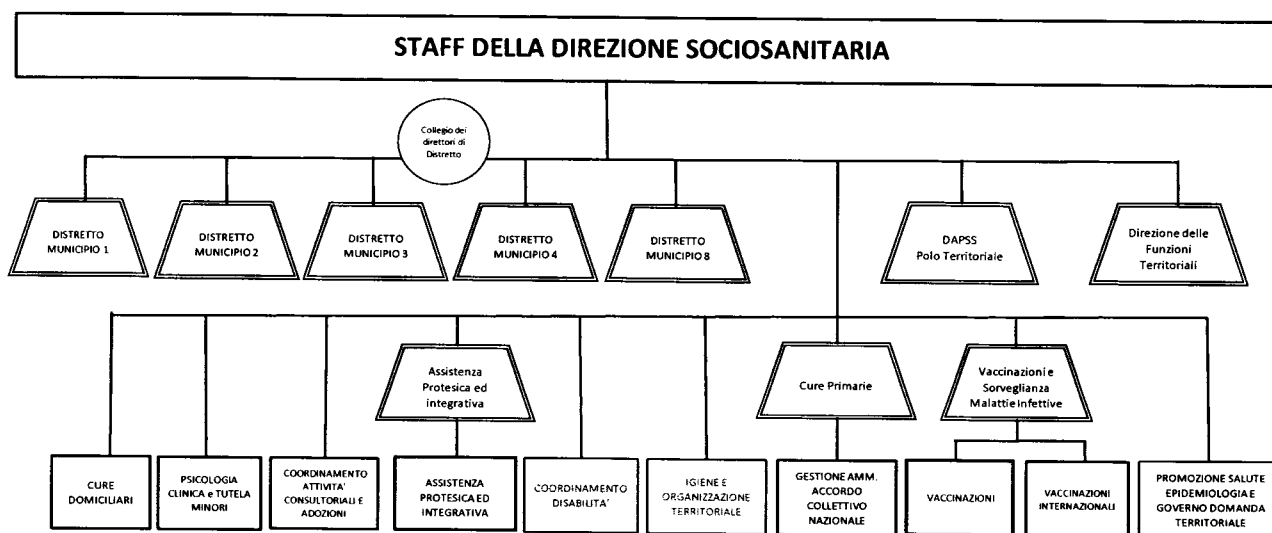 STAFF DELLA DIREZIONE SOCIOSANITARIA
Collegio dei
direttori di
Distretto
DISTRETTO
MUNICIPIO 1
DISTRETTO
MUNICIPIO 2
DISTRETTO
MUNICIPIO 3
DISTRETTO
MUNICIPIO 4
DISTRETTO
MUNICIPIO 8
DAPSS
Polo Territoriale
Direzione delle
Funzioni
Territoriali
Assistenza
Protesica ed
integrativa
Cure Primarie
Vaccinazioni e
Sorveglianza
Malattie Infettive
CURE
DOMICILIARI
PSICOLOGIA
CLINICA e TUTELA
MINORI
COORDINAMENTO
ATTIVITA'
CONSULTORIALI E
ADOZIONI
ASSISTENZA
PROTESICA ED
INTEGRATIVA
COORDINAMENTO
DISABILITA'
IGIENE E
ORGANIZZAZIONE
TERRITORIALE
GESTIONE AMM.
ACCORDO
COLLETTIVO
NAZIONALE
VACCINAZIONI
VACCINAZIONI
INTERNAZIONALI
PROMOZIONE SALUTE
EPIDEMIOLOGIA E
GOVERNO DOMANDA
TERRITORIALE